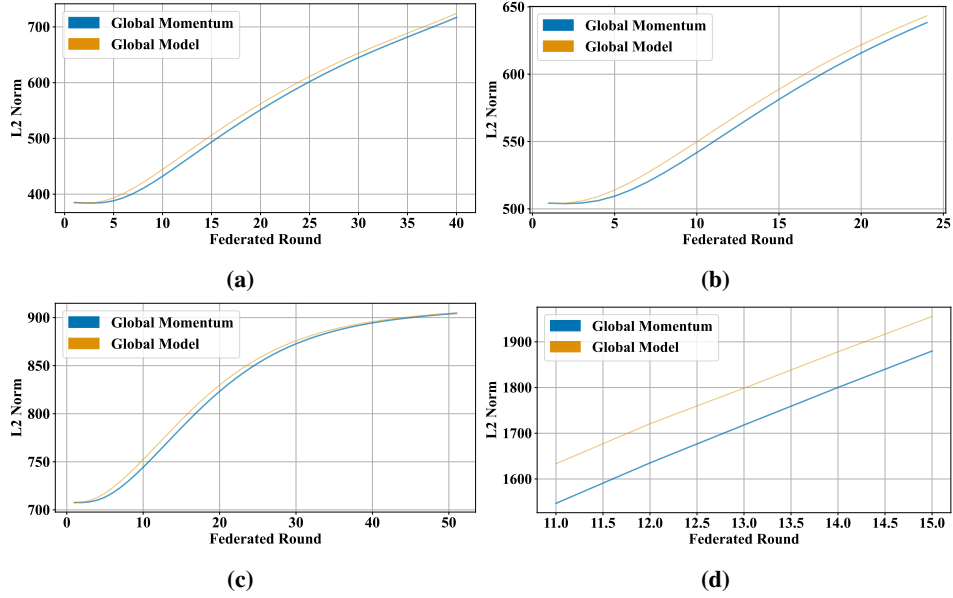 Global Momentum
Global Model
700
600
500
400
L2 Norm
0 5 10 15 20 25 30 35 40
Federated Round
(a)
Global Momentum
Global Model
650
600
550
500
L2 Norm
0 5 10 15 20 25
Federated Round
(b)
Global Momentum
Global Model
900
850
800
750
700
L2 Norm
0 10 20 30 40 50
Federated Round
(c)
Global Momentum
Global Model
1900
1800
1700
1600
L2 Norm
11.0 11.5 12.0 12.5 13.0 13.5 14.0 14.5 15.0
Federated Round
(d)